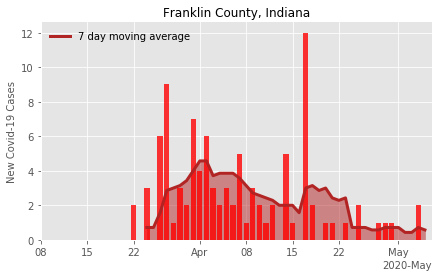 Franklin County, Indiana
7 day moving average
New Covid-19 Cases
12
10
8
6
4
2
0
08 15 22 Apr 08 15 22 May
2020-May